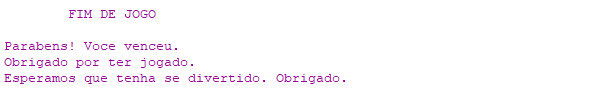 FIM DE JOGO
Parabens! Voce venceu.
Obrigado por ter jogado.
Esperamos que tenha se divertido. Obrigado.